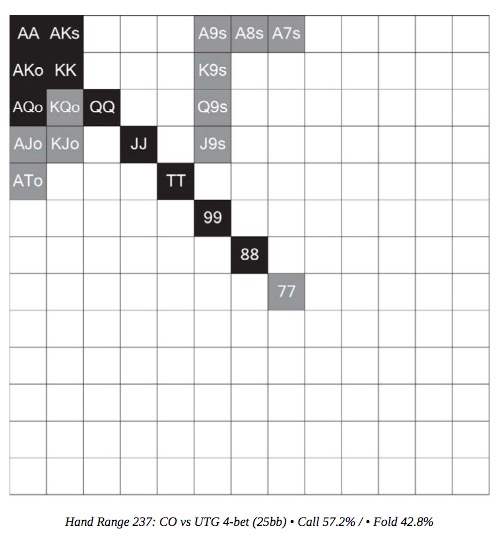 AA AKs A9s A8s A7s
AKo KK K9s
AQo KQo QQ Q9s
AJo KJo JJ J9s
ATo TT
99
88
77
Hand Range 237: CO vs UTG 4-bet (25bb) • Call 57.2% / • Fold 42.8%